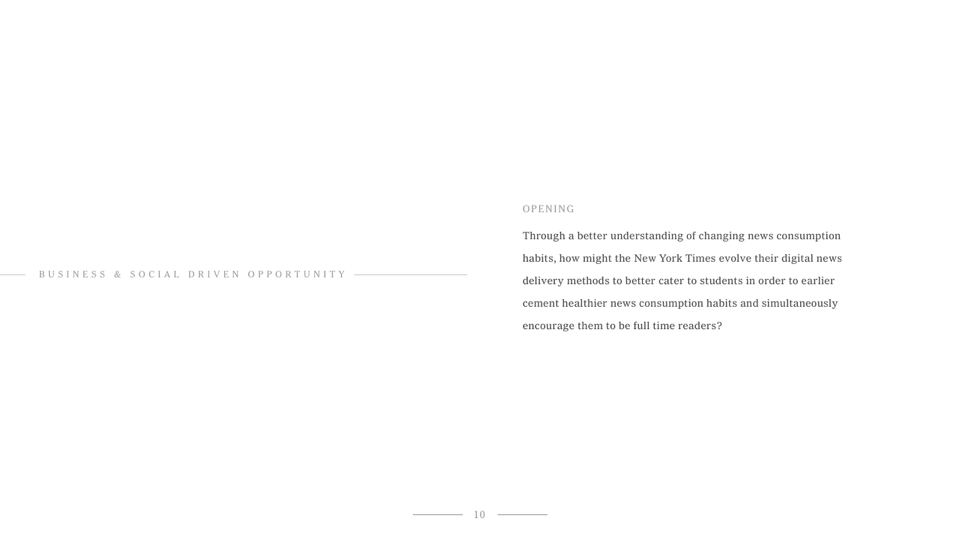 BUSINESS & SOCIAL DRIVEN OPPORTUNITY
OPENING
Through a better understanding of changing news consumption
habits, how might the New York Times evolve their digital news
delivery methods to better cater to students in order to earlier
cement healthier news consumption habits and simultaneously
encourage them to be full time readers?
10